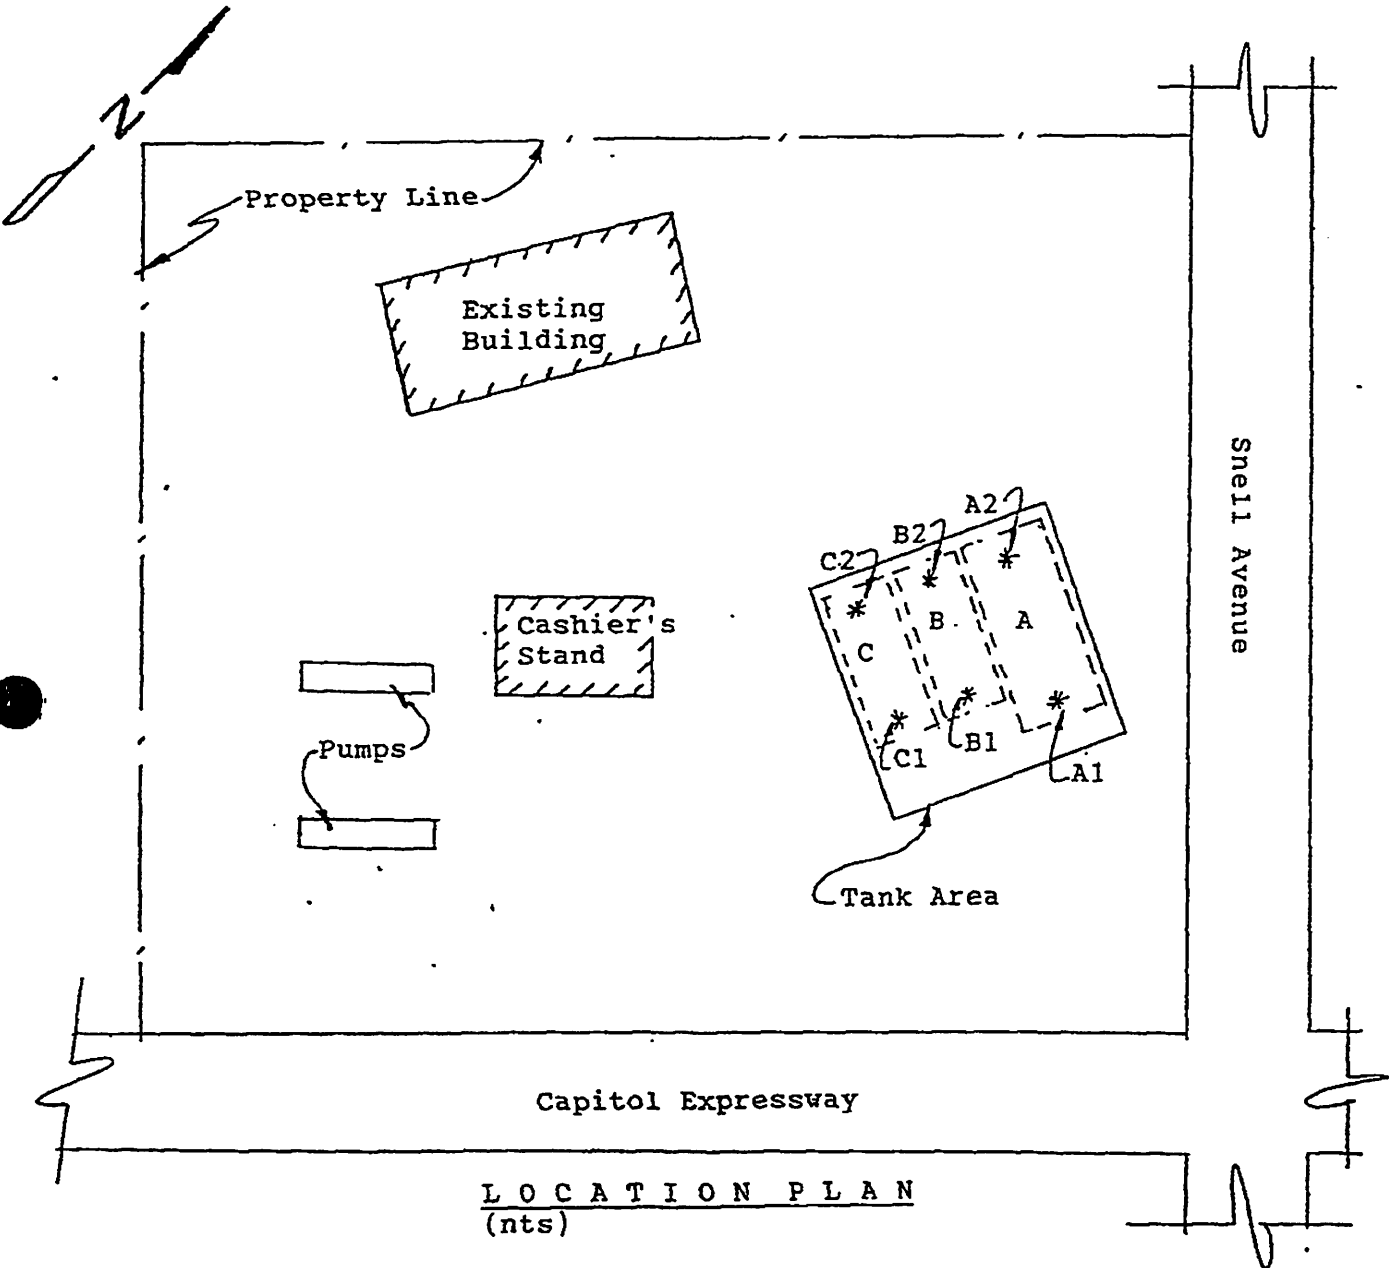 N
Property Line
Existing
Building
Snell Avenue
A2
B2
C2
B
A
C
Cashier's
Stand
Pumps
B1
C1
A1
Tank Area
Capitol Expressway
LOCATION PLAN
(nts)